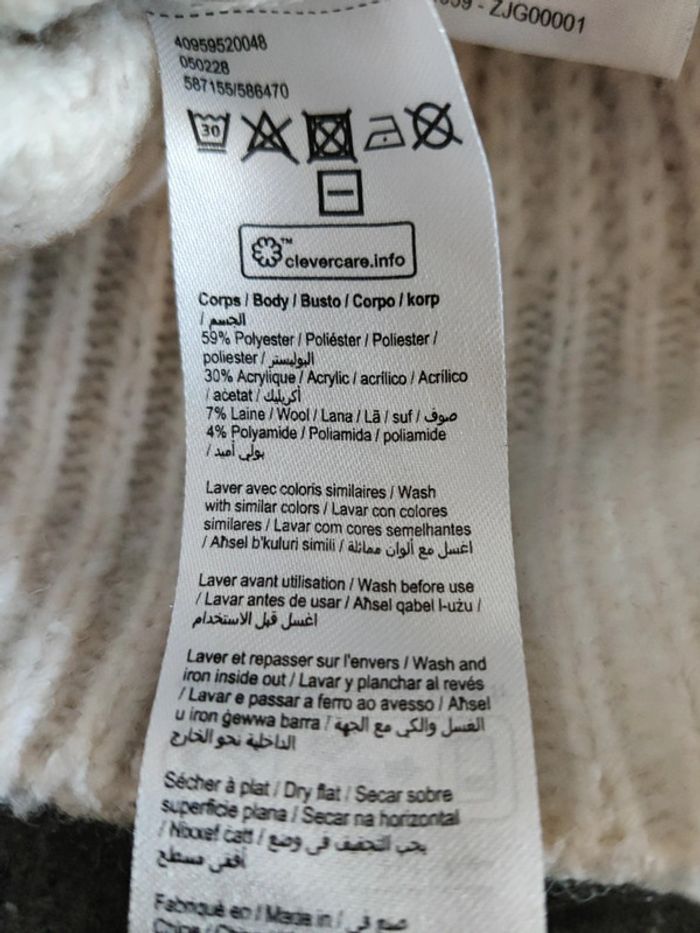 59 - ZJG00001
40959520048
050228
587155/586470
30
clevercare.info
Corps / Body / Busto / Corpo / korp
/ الجسم
59% Polyester / Poliéster / Poliester /
poliester / البوليستر
30% Acrylique / Acrylic / acrílico / Acrílico
/ aċetat / أكريليك
7% Laine / Wool / Lana / Lã / suf / صوف
4% Polyamide / Poliamida / poliamide
/ بولي أميد
Laver avec coloris similaires / Wash
with similar colors / Lavar con colores
similares / Lavar com cores semelhantes
/ Aħsel b'kuluri simili / اغسل مع ألوان مماثلة
Laver avant utilisation / Wash before use
/ Lavar antes de usar / Aħsel qabel l-użu /
اغسل قبل الاستخدام
Laver et repasser sur l'envers / Wash and
iron inside out / Lavar y planchar al revés
/ Lavar e passar a ferro ao avesso / Aħsel
u iron ġewwa barra / الغسل والكي مع الجهة
الداخلية نحو الخارج
Sécher à plat / Dry flat / Secar sobre
superficie plana / Secar na horizontal
/ Nixxef ċatt / يجب التجفيف في وضع
أفقي مسطح
Fabriqué en / Made in / صنع في